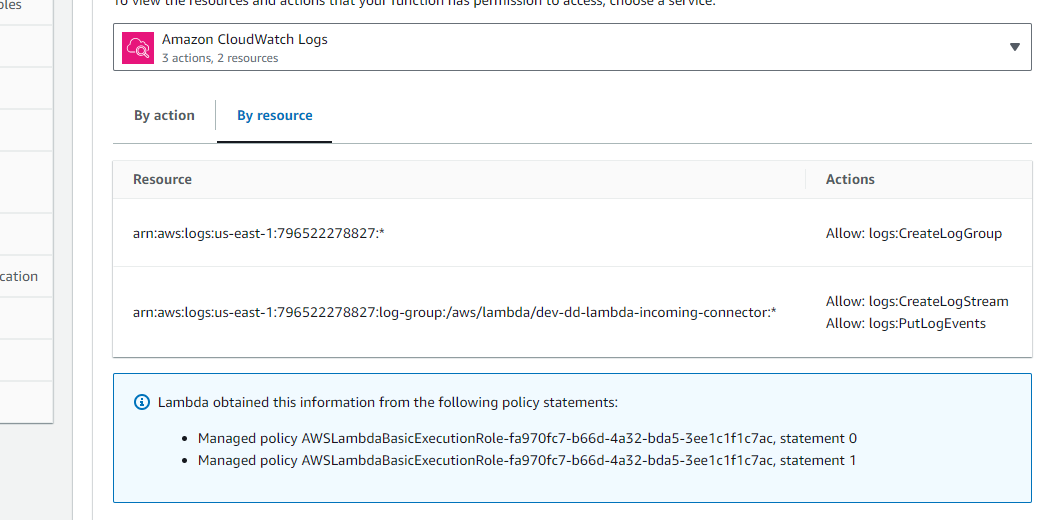 To view the resources and actions that your function has permission to access, choose a service.
Amazon CloudWatch Logs
3 actions, 2 resources
By action
By resource
Resource
Actions
arn:aws:logs:us-east-1:796522278827:*
Allow: logs:CreateLogGroup
cation
arn:aws:logs:us-east-1:796522278827:log-group:/aws/lambda/dev-dd-lambda-incoming-connector:*
Allow: logs:CreateLogStream
Allow: logs:PutLogEvents
Lambda obtained this information from the following policy statements:
• Managed policy AWSLambdaBasicExecutionRole-fa970fc7-b66d-4a32-bda5-3ee1c1f1c7ac, statement 0
• Managed policy AWSLambdaBasicExecutionRole-fa970fc7-b66d-4a32-bda5-3ee1c1f1c7ac, statement 1